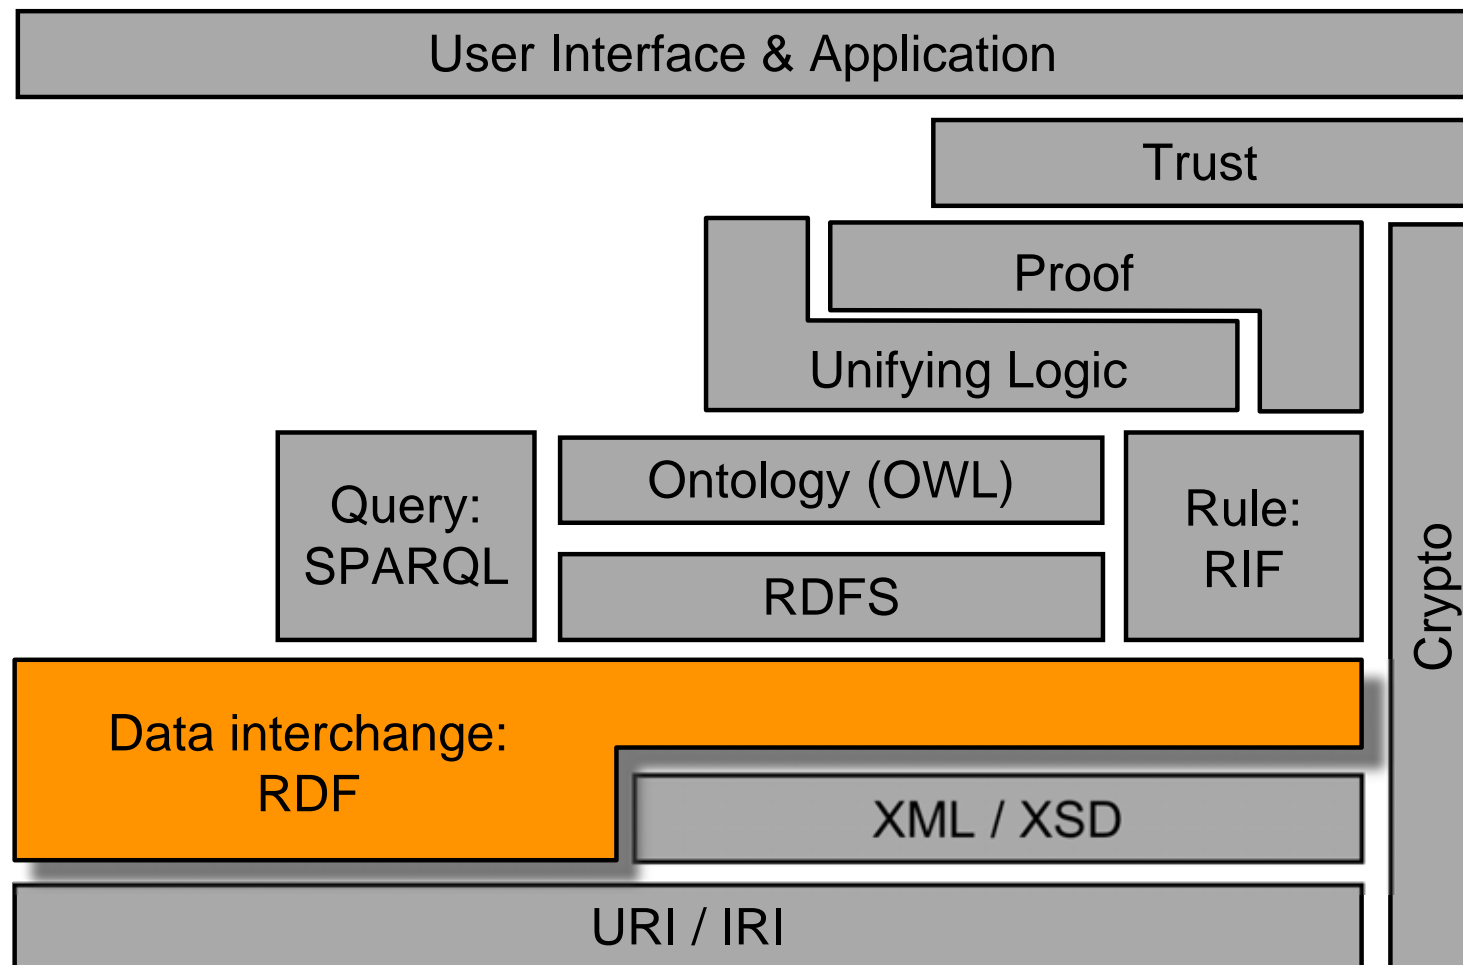 User Interface & Application
Trust
Proof
Unifying Logic
Query:
SPARQL
Ontology (OWL)
RDFS
Rule:
RIF
Crypto
Data interchange:
RDF
XML / XSD
URI / IRI